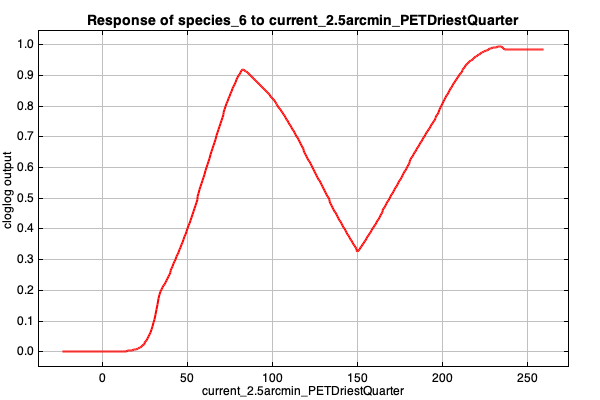 Response of species_6 to current_2.5arcmin_PETDriestQuarter
cloglog output
1.0
0.9
0.8
0.7
0.6
0.5
0.4
0.3
0.2
0.1
0.0
0 50 100 150 200 250
current_2.5arcmin_PETDriestQuarter